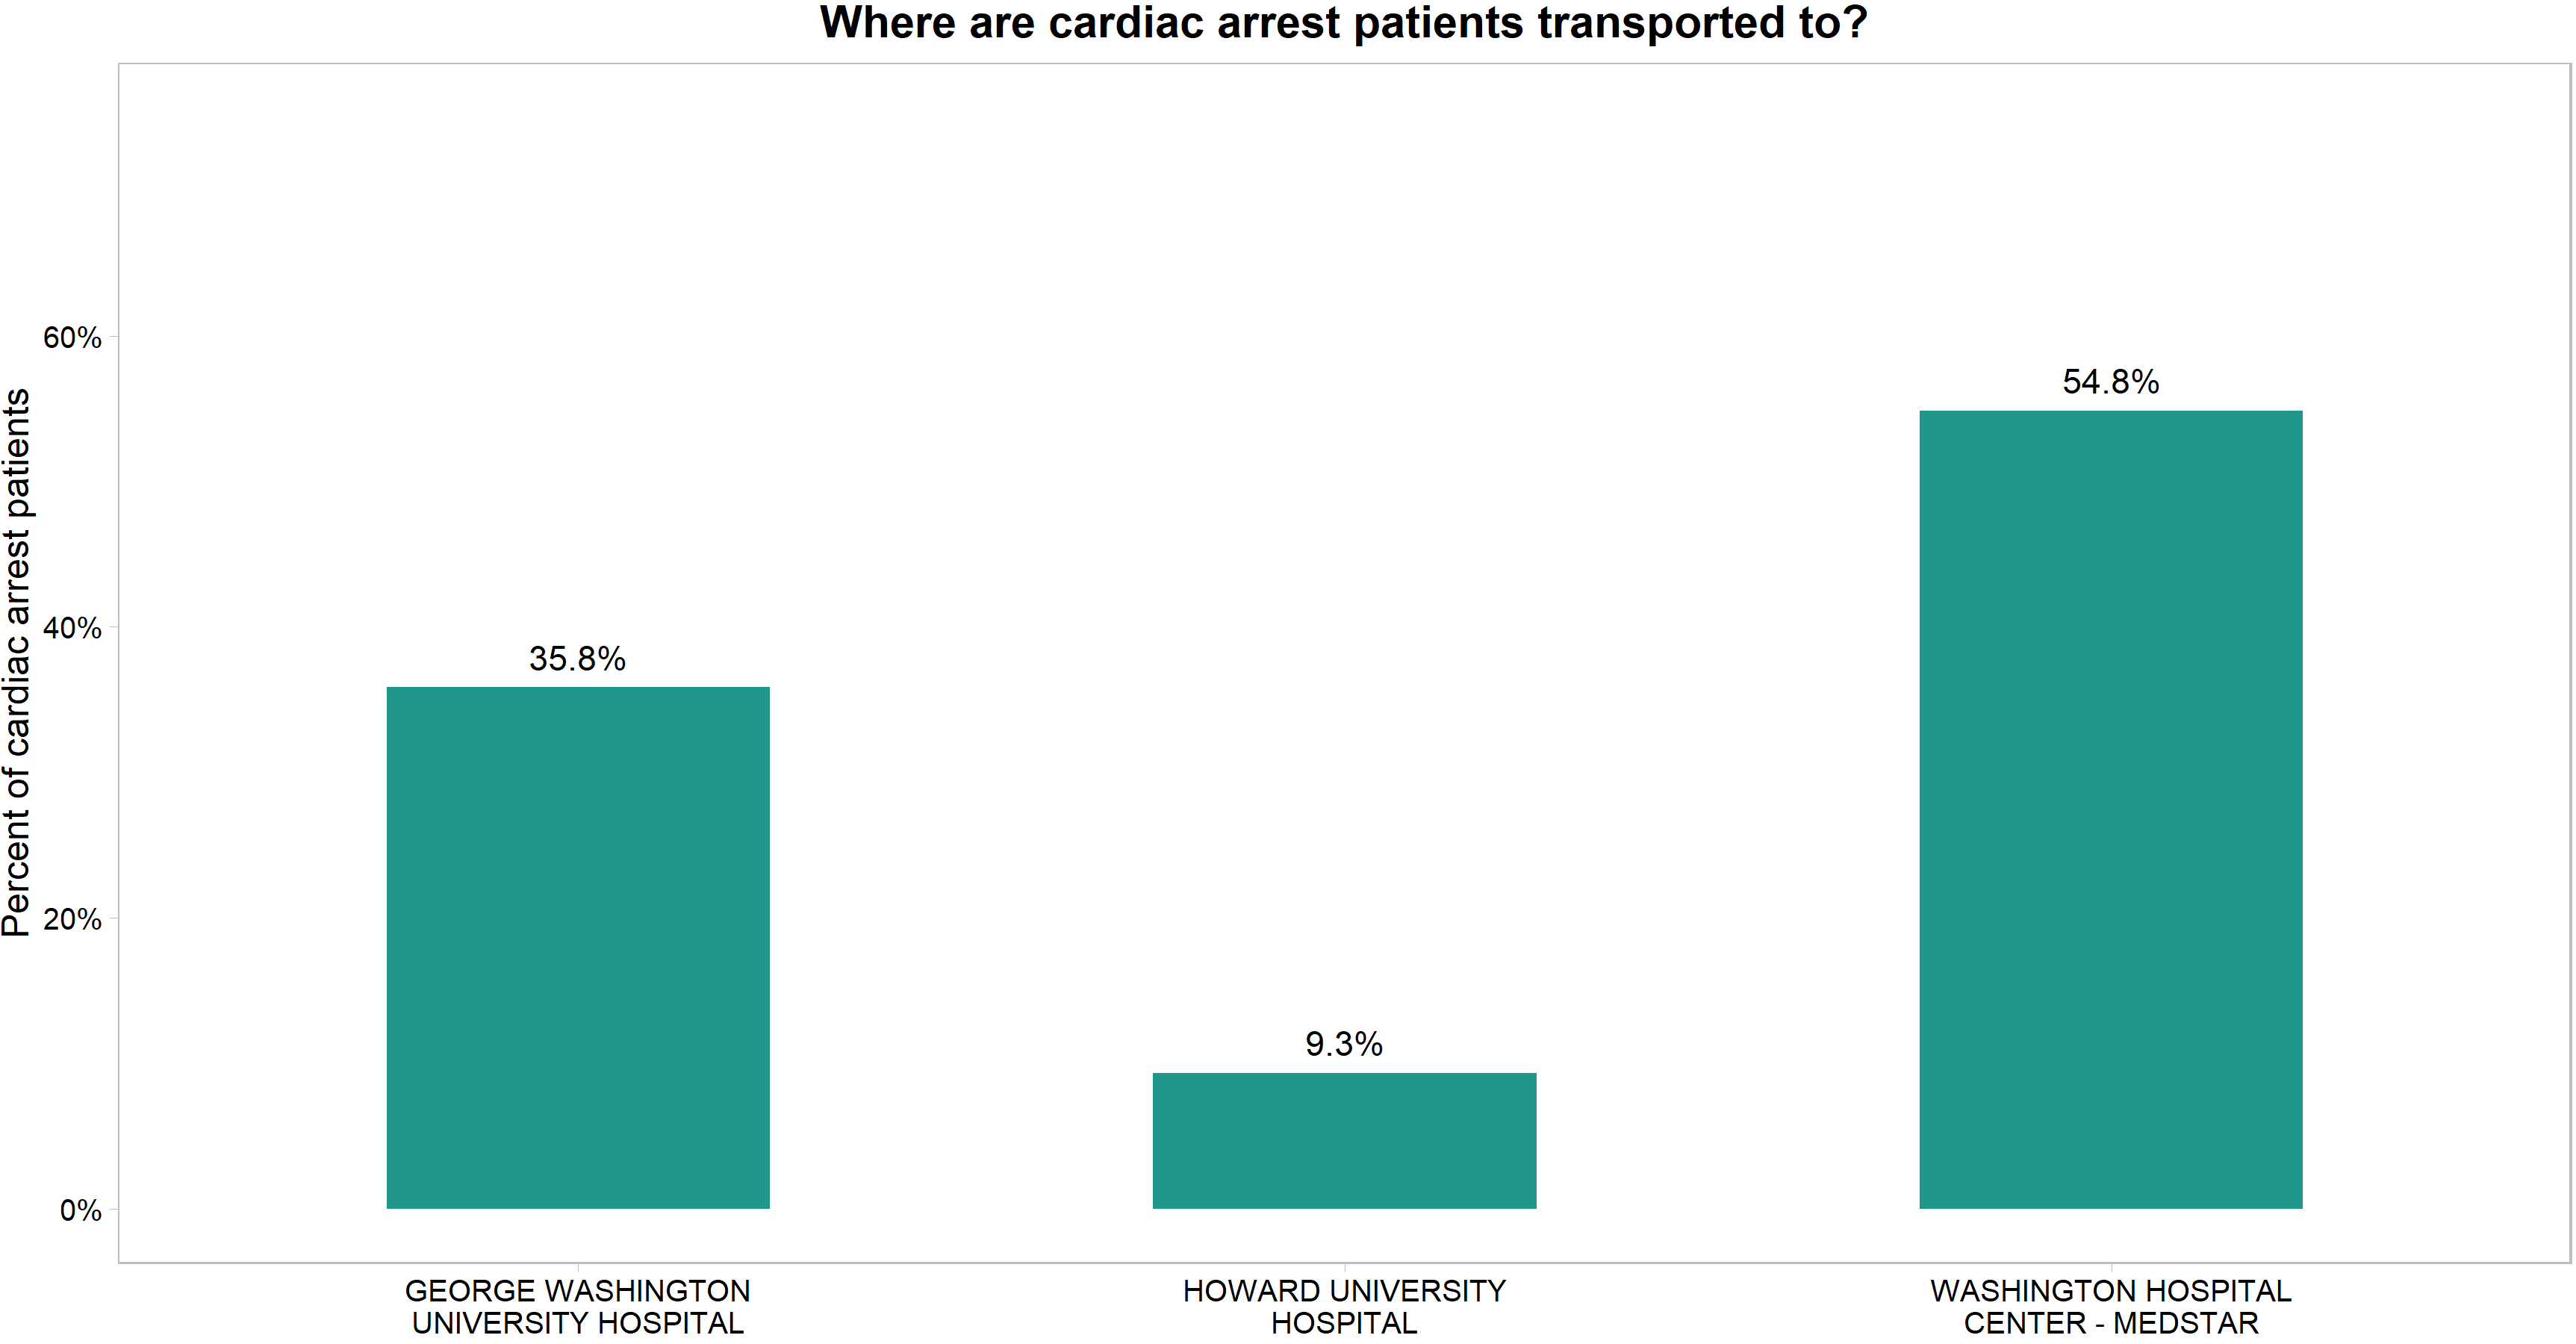 Where are cardiac arrest patients transported to?
Percent of cardiac arrest patients
60%
40%
20%
0%
35.8%
9.3%
54.8%
GEORGE WASHINGTON
UNIVERSITY HOSPITAL
HOWARD UNIVERSITY
HOSPITAL
WASHINGTON HOSPITAL
CENTER - MEDSTAR